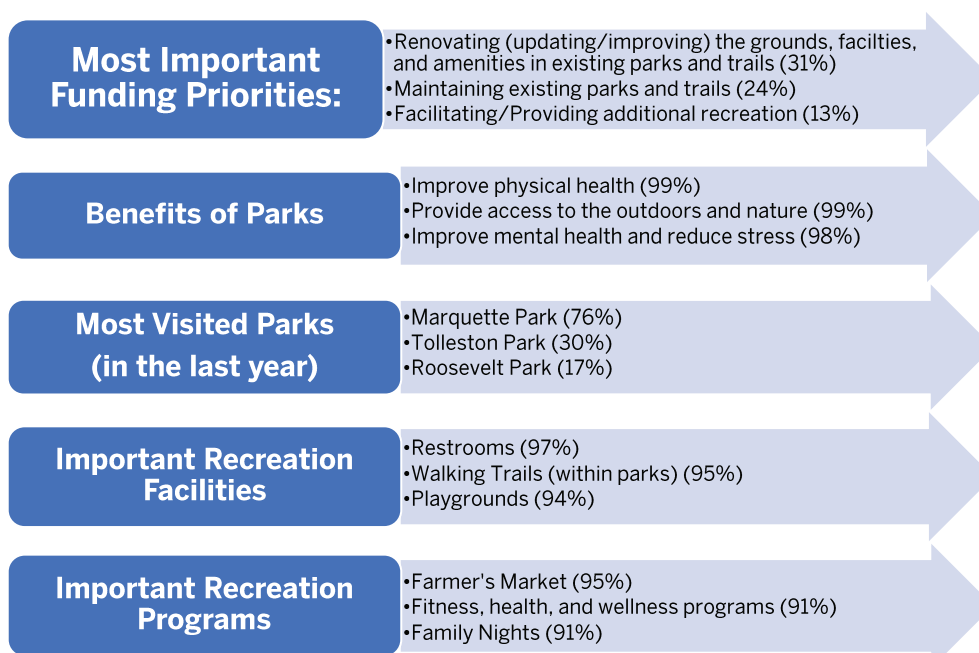 Most Important
Funding Priorities:
•Renovating (updating/improving) the grounds, facilties,
and amenities in existing parks and trails (31%)
•Maintaining existing parks and trails (24%)
•Facilitating/Providing additional recreation (13%)
Benefits of Parks
•Improve physical health (99%)
•Provide access to the outdoors and nature (99%)
•Improve mental health and reduce stress (98%)
Most Visited Parks
(in the last year)
•Marquette Park (76%)
•Tolleston Park (30%)
•Roosevelt Park (17%)
Important Recreation
Facilities
•Restrooms (97%)
•Walking Trails (within parks) (95%)
•Playgrounds (94%)
Important Recreation
Programs
•Farmer's Market (95%)
•Fitness, health, and wellness programs (91%)
•Family Nights (91%)